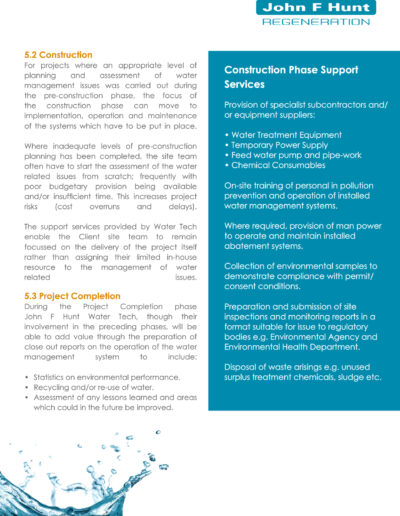 John F Hunt
REGENERATION
5.2 Construction
For projects where an appropriate level of
planning and assessment of water
management issues was carried out during
the pre-construction phase, the focus of
the construction phase can move to
implementation, operation and maintenance
of the systems which have to be put in place.
Where inadequate levels of pre-construction
planning has been completed, the site team
often have to start the assessment of the water
related issues from scratch; frequently with
poor budgetary provision being available
and/or insufficient time. This increases project
risks (cost overruns and delays).
The support services provided by Water Tech
enable the Client site team to remain
focussed on the delivery of the project itself
rather than assigning their limited in-house
resource to the management of water
related issues.
5.3 Project Completion
During the Project Completion phase
John F Hunt Water Tech, though their
involvement in the preceding phases, will be
able to add value through the preparation of
close out reports on the operation of the water
management system to include:
• Statistics on environmental performance.
• Recycling and/or re-use of water.
• Assessment of any lessons learned and areas
which could in the future be improved.
Construction Phase Support
Services
Provision of specialist subcontractors and/
or equipment suppliers:
• Water Treatment Equipment
• Temporary Power Supply
• Feed water pump and pipe-work
• Chemical Consumables
On-site training of personal in pollution
prevention and operation of installed
water management systems.
Where required, provision of man power
to operate and maintain installed
abatement systems.
Collection of environmental samples to
demonstrate compliance with permit/
consent conditions.
Preparation and submission of site
inspections and monitoring reports in a
format suitable for issue to regulatory
bodies e.g. Environmental Agency and
Environmental Health Department.
Disposal of waste arisings e.g. unused
surplus treatment chemicals, sludge etc.